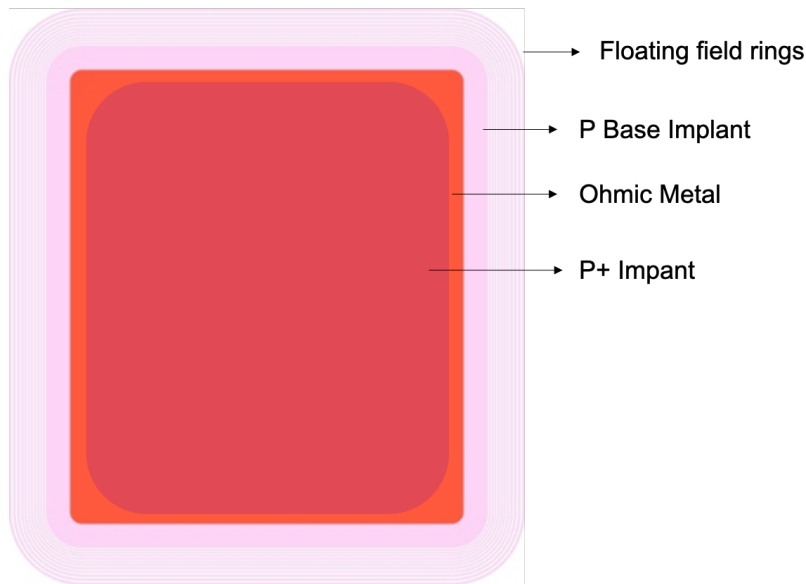 Floating field rings
P Base Implant
Ohmic Metal
P+ Impant